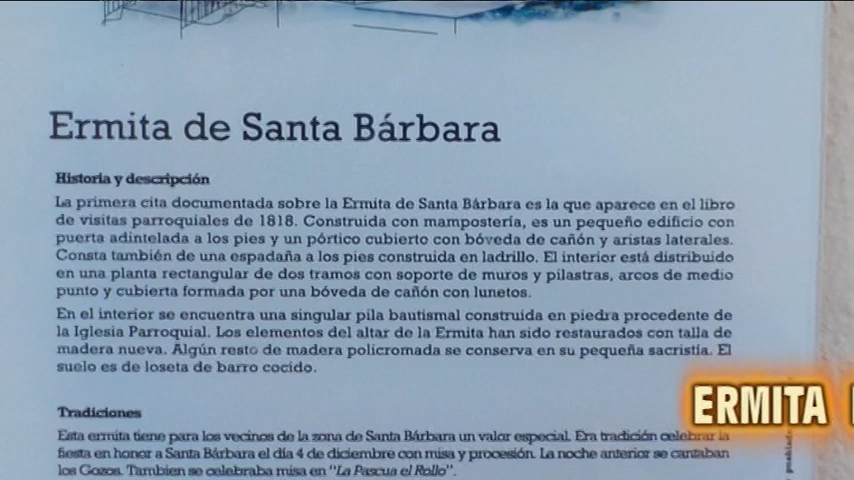 Ermita de Santa Bárbara
Historia y descripción
La primera cita documentada sobre la Ermita de Santa Bárbara es la que aparece en el libro
de visitas parroquiales de 1818. Construida con mampostería, es un pequeño edificio con
puerta adintelada a los pies y un pórtico cubierto con bóveda de cañón y aristas laterales.
Consta también de una espadaña a los pies construida en ladrillo. El interior está distribuido
en una planta rectangular de dos tramos con soporte de muros y pilastras, arcos de medio
punto y cubierta formada por una bóveda de cañón con lunetos.
En el interior se encuentra una singular pila bautismal construida en piedra procedente de
la Iglesia Parroquial. Los elementos del altar de la Ermita han sido restaurados con talla de
madera nueva. Algún resto de madera policromada se conserva en su pequeña sacristía. El
suelo es de loseta de barro cocido.
Tradiciones
Esta ermita tiene para los vecinos de la zona de Santa Bárbara un valor especial. Era tradición celebrar la
fiesta en honor a Santa Bárbara el día 4 de diciembre con misa y procesión. La noche anterior se cantaban
los Gozos. Tambien se celebraba misa en "La Pascua el Rollo".
ERMITA